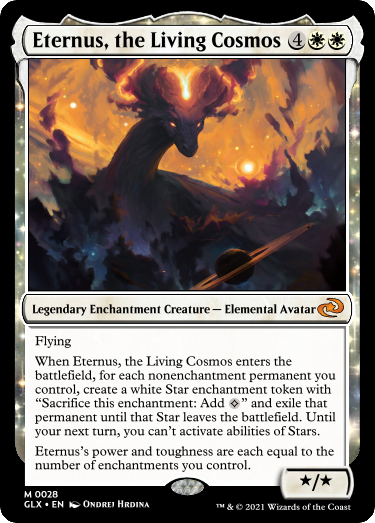 Eternus, the Living Cosmos 4
Legendary Enchantment Creature — Elemental Avatar
Flying
When Eternus, the Living Cosmos enters the
battlefield, for each nonenchantment permanent you
control, create a white Star enchantment token with
“Sacrifice this enchantment: Add ” and exile that
permanent until that Star leaves the battlefield. Until
your next turn, you can’t activate abilities of Stars.
Eternus’s power and toughness are each equal to the
number of enchantments you control.
★/★
M 0028
GLX • EN Ondrej Hrdina
™ & © 2021 Wizards of the Coast